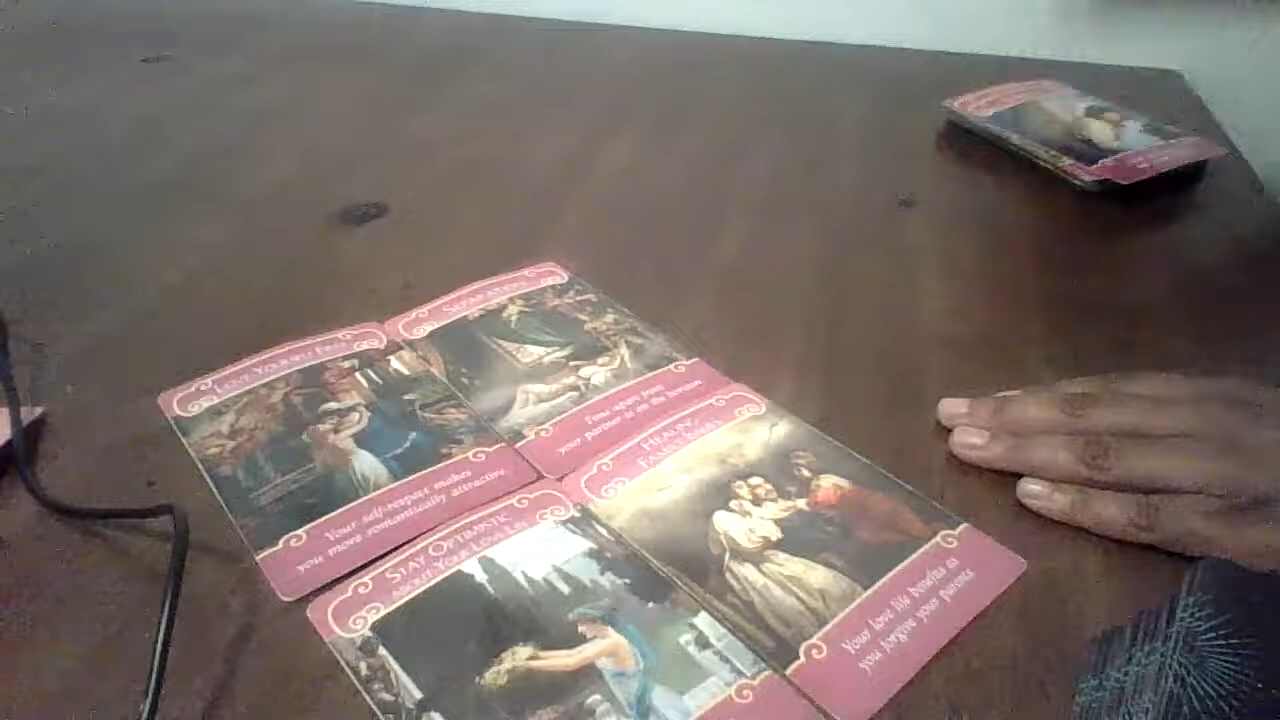 SEPARATION
Time apart from
your partner is on the horizon
LOVE YOURSELF FIRST
Your self-respect makes
you more romantically attractive
HEALING
FAMILY ISSUES
Your love life benefits as
you forgive your parents
STAY OPTIMISTIC
ABOUT YOUR LOVE LIFE